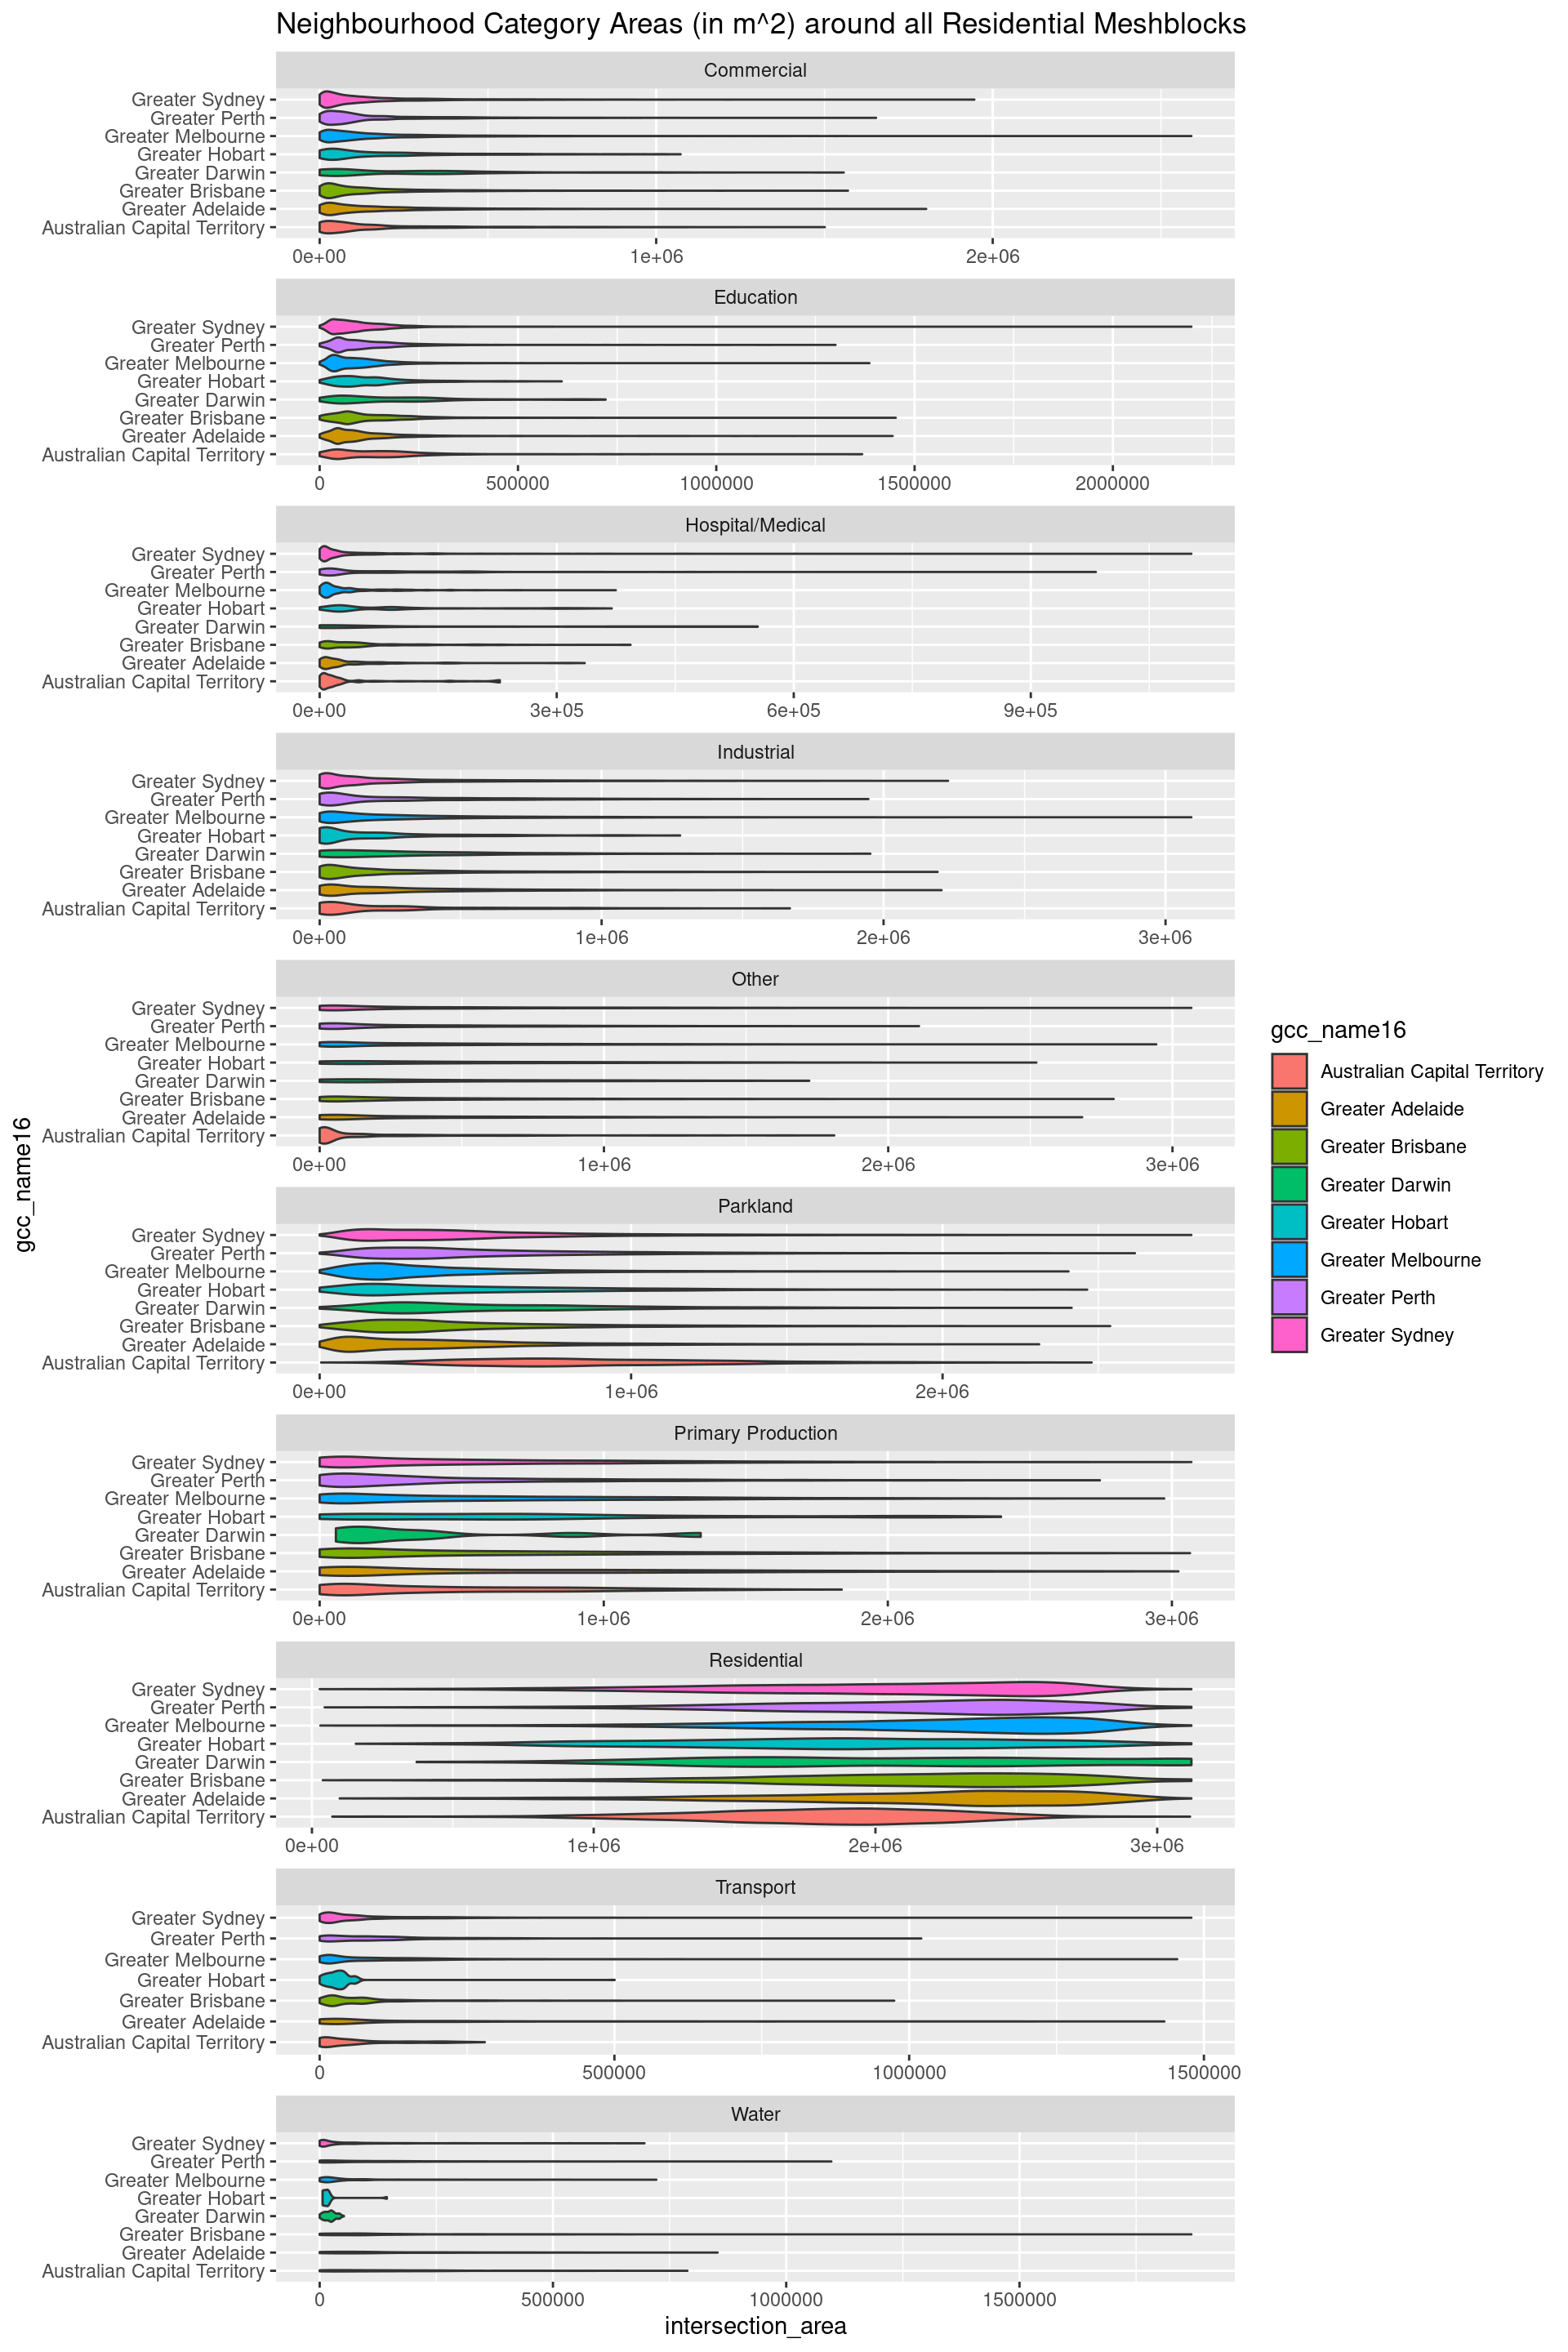 Neighbourhood Category Areas (in m^2) around all Residential Meshblocks
Commercial
Greater Sydney
Greater Perth
Greater Melbourne
Greater Hobart
Greater Darwin
Greater Brisbane
Greater Adelaide
Australian Capital Territory
0e+00 1e+06 2e+06
Education
Greater Sydney
Greater Perth
Greater Melbourne
Greater Hobart
Greater Darwin
Greater Brisbane
Greater Adelaide
Australian Capital Territory
0 500000 1000000 1500000 2000000
Hospital/Medical
Greater Sydney
Greater Perth
Greater Melbourne
Greater Hobart
Greater Darwin
Greater Brisbane
Greater Adelaide
Australian Capital Territory
0e+00 3e+05 6e+05 9e+05
Industrial
Greater Sydney
Greater Perth
Greater Melbourne
Greater Hobart
Greater Darwin
Greater Brisbane
Greater Adelaide
Australian Capital Territory
0e+00 1e+06 2e+06 3e+06
Other
Greater Sydney
Greater Perth
Greater Melbourne
Greater Hobart
Greater Darwin
Greater Brisbane
Greater Adelaide
Australian Capital Territory
0e+00 1e+06 2e+06 3e+06
Parkland
Greater Sydney
Greater Perth
Greater Melbourne
Greater Hobart
Greater Darwin
Greater Brisbane
Greater Adelaide
Australian Capital Territory
0e+00 1e+06 2e+06
Primary Production
Greater Sydney
Greater Perth
Greater Melbourne
Greater Hobart
Greater Darwin
Greater Brisbane
Greater Adelaide
Australian Capital Territory
0e+00 1e+06 2e+06 3e+06
Residential
Greater Sydney
Greater Perth
Greater Melbourne
Greater Hobart
Greater Darwin
Greater Brisbane
Greater Adelaide
Australian Capital Territory
0e+00 1e+06 2e+06 3e+06
Transport
Greater Sydney
Greater Perth
Greater Melbourne
Greater Hobart
Greater Brisbane
Greater Adelaide
Australian Capital Territory
0 500000 1000000 1500000
Water
Greater Sydney
Greater Perth
Greater Melbourne
Greater Hobart
Greater Darwin
Greater Brisbane
Greater Adelaide
Australian Capital Territory
0 500000 1000000 1500000
intersection_area
gcc_name16
gcc_name16
Australian Capital Territory
Greater Adelaide
Greater Brisbane
Greater Darwin
Greater Hobart
Greater Melbourne
Greater Perth
Greater Sydney